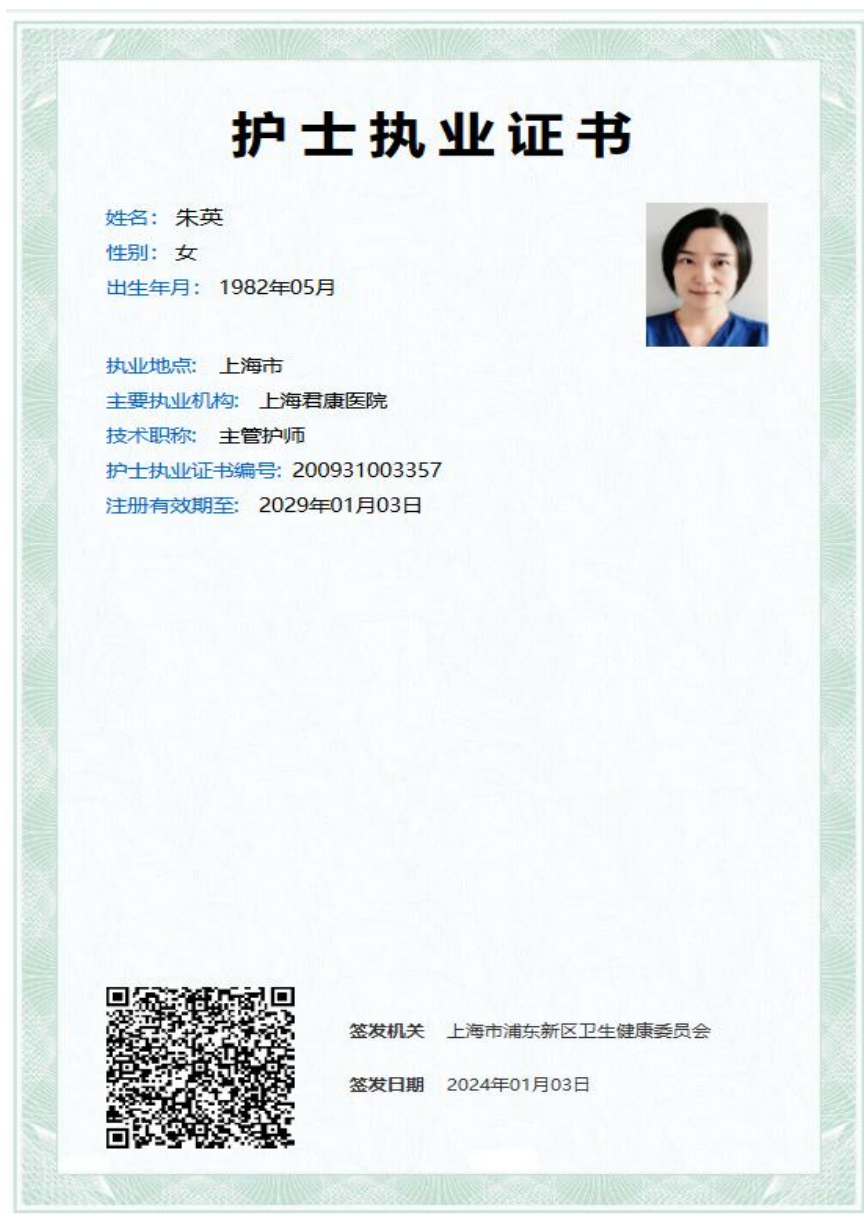 护士执业证书
姓名： 朱英
性别： 女
出生年月： 1982年05月
执业地点: 上海市
主要执业机构: 上海君康医院
技术职称: 主管护师
护士执业证书编号: 200931003357
注册有效期至: 2029年01月03日
签发机关 上海市浦东新区卫生健康委员会
签发日期 2024年01月03日